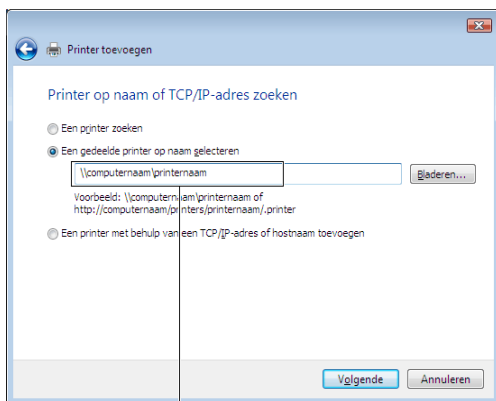 Printer toevoegen
Printer op naam of TCP/IP-adres zoeken
Een printer zoeken
Een gedeelde printer op naam selecteren
\\computernaam\printernaam
Bladeren...
Voorbeeld: \\computernaam\printernaam of
http://computernaam/printers/printernaam/.printer
Een printer met behulp van een TCP/IP-adres of hostnaam toevoegen
Volgende
Annuleren